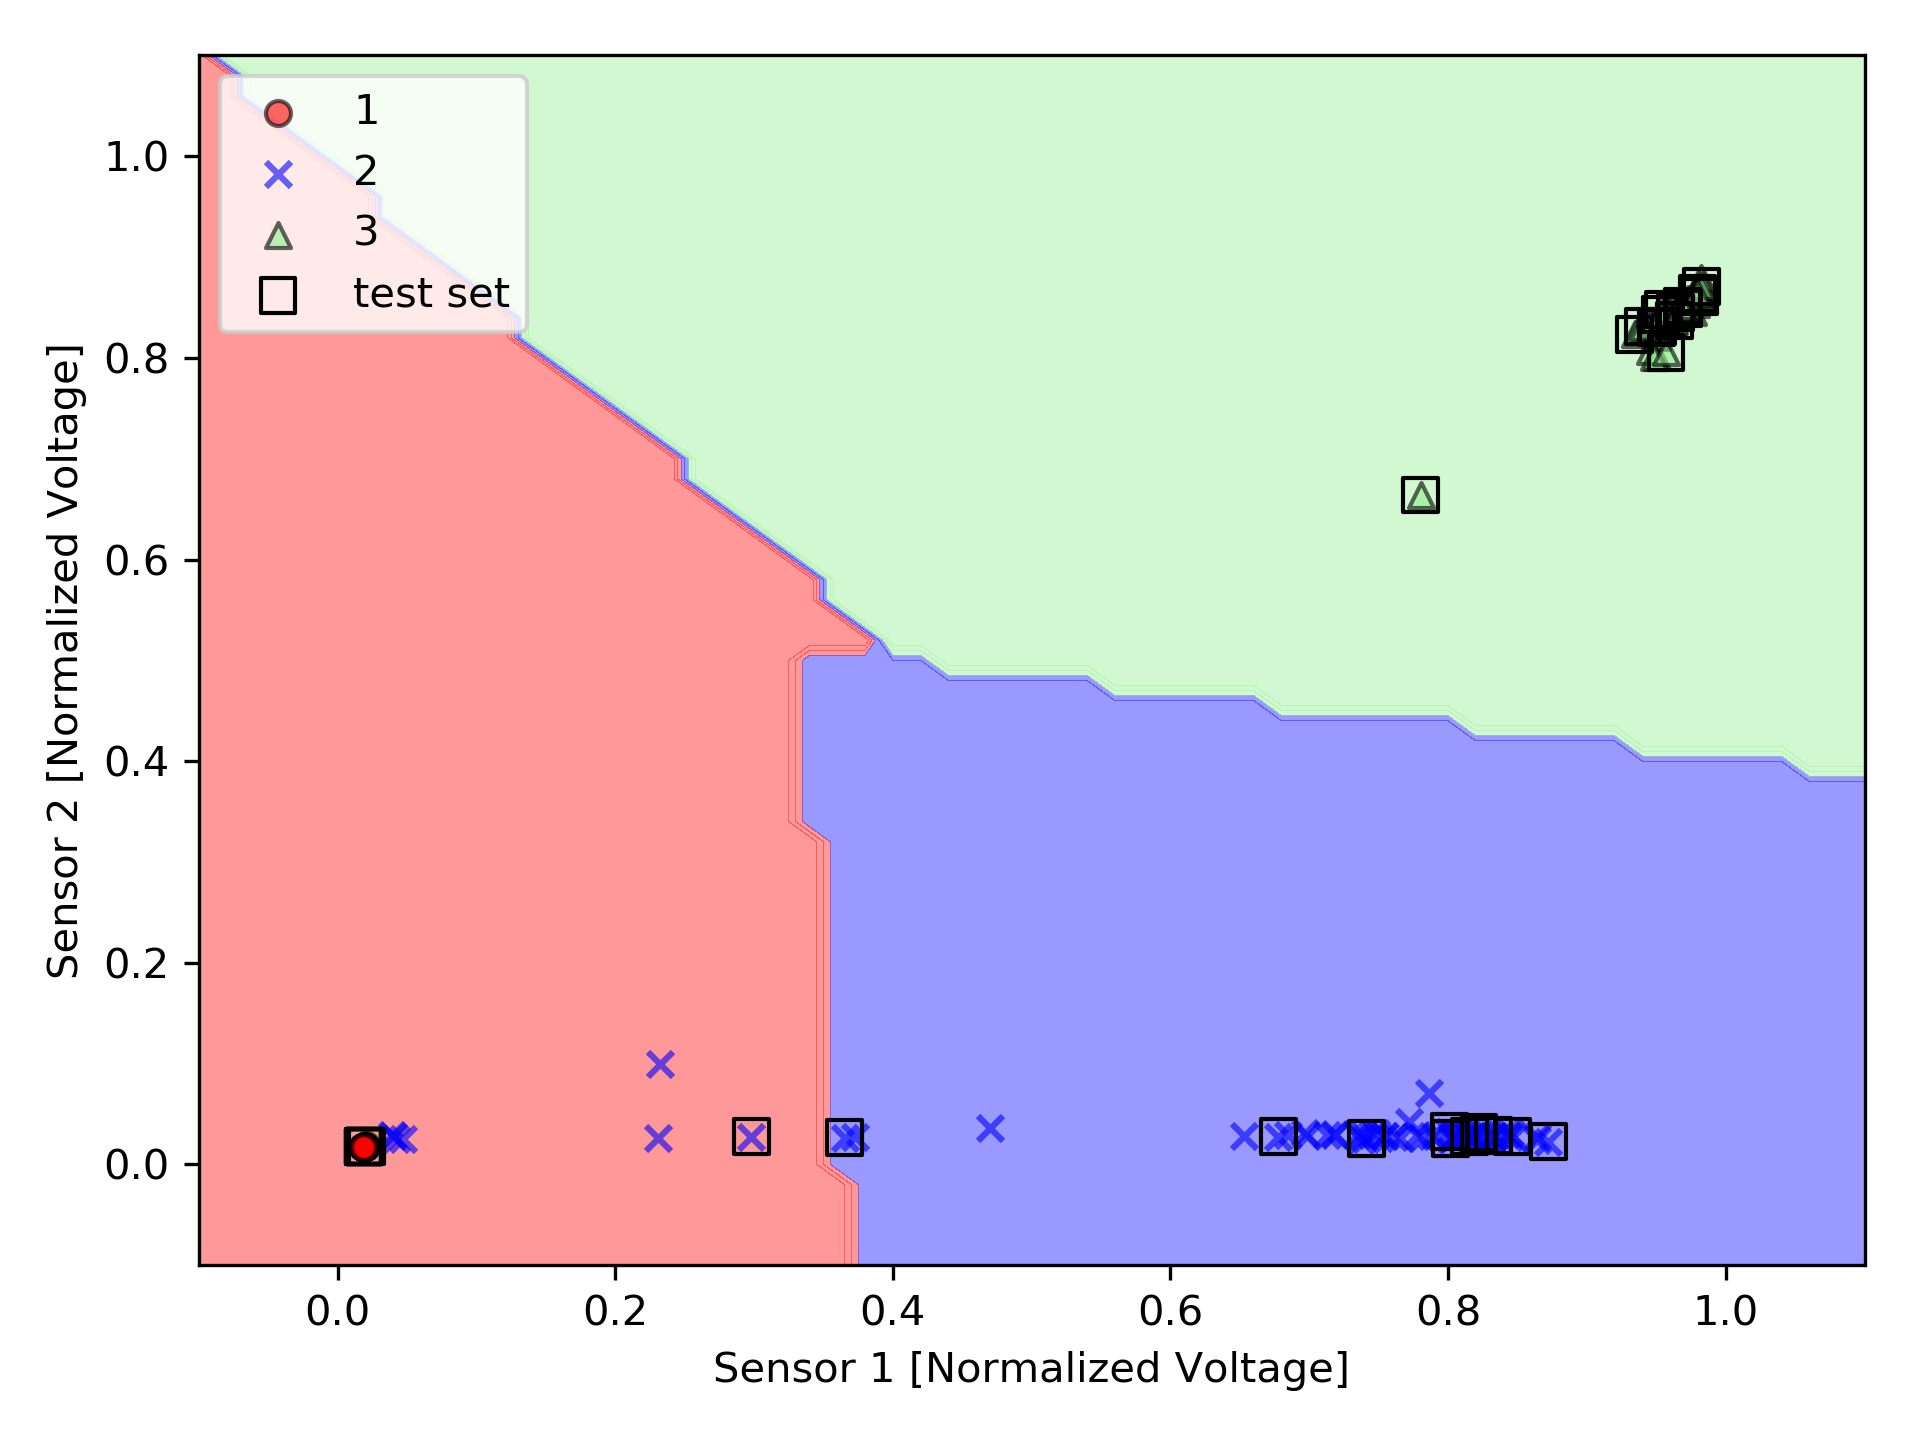 1
2
3
test set
1.0
0.8
0.6
0.4
0.2
0.0
Sensor 2 [Normalized Voltage]
0.0 0.2 0.4 0.6 0.8 1.0
Sensor 1 [Normalized Voltage]